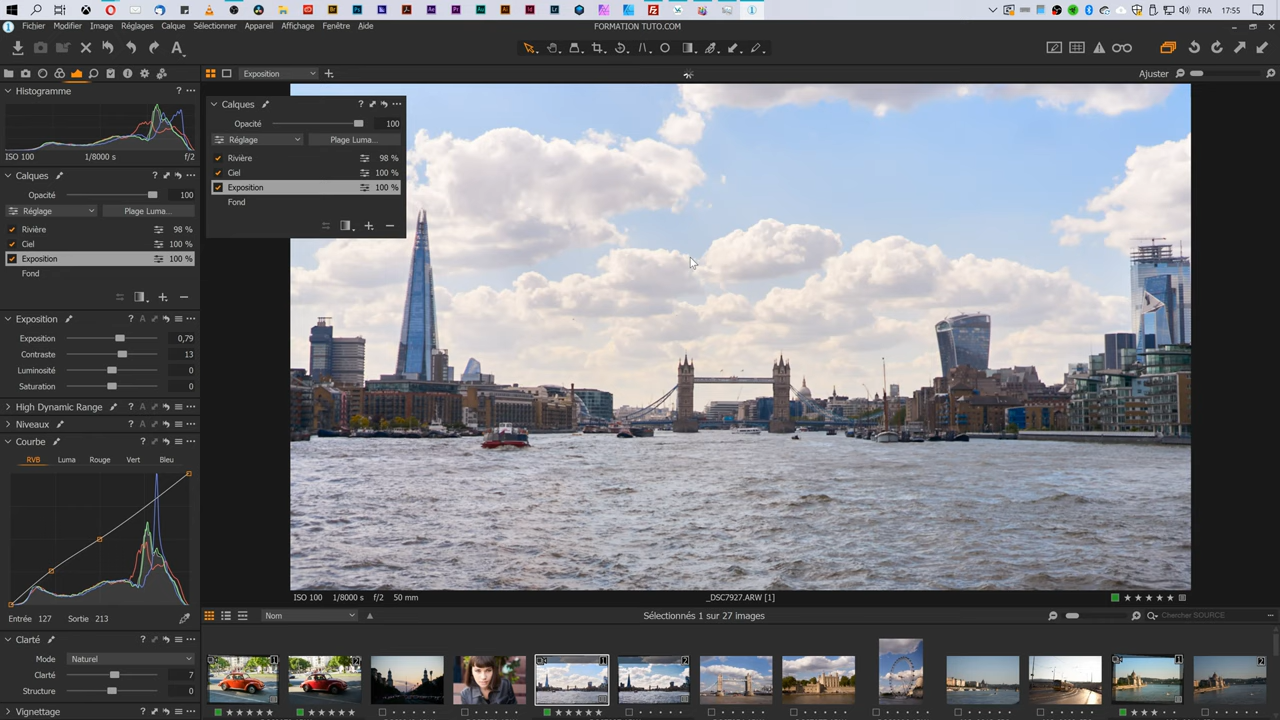 FRA 17:55
Fichier Modifier Image Réglages Calque Sélectionner Appareil Affichage Fenêtre Aide
FORMATION TUTO.COM
Exposition
Ajuster
Histogramme
ISO 100 1/8000 s f/2
Calques
Opacité 100
Réglage Plage Luma...
Rivière 98 %
Ciel 100 %
Exposition 100 %
Fond
Exposition
Exposition 0,79
Contraste 13
Luminosité 0
Saturation 0
High Dynamic Range
Niveaux
Courbe
RVB Luma Rouge Vert Bleu
Entrée 127 Sortie 213
Clarté
Mode Naturel
Clarté 7
Structure 0
Vignettage
Calques
Opacité 100
Réglage Plage Luma...
Rivière 98 %
Ciel 100 %
Exposition 100 %
Fond
ISO 100 1/8000 s f/2 50 mm
_DSC7927.ARW [1]
Nom
Sélectionnés 1 sur 27 images
Chercher SOURCE